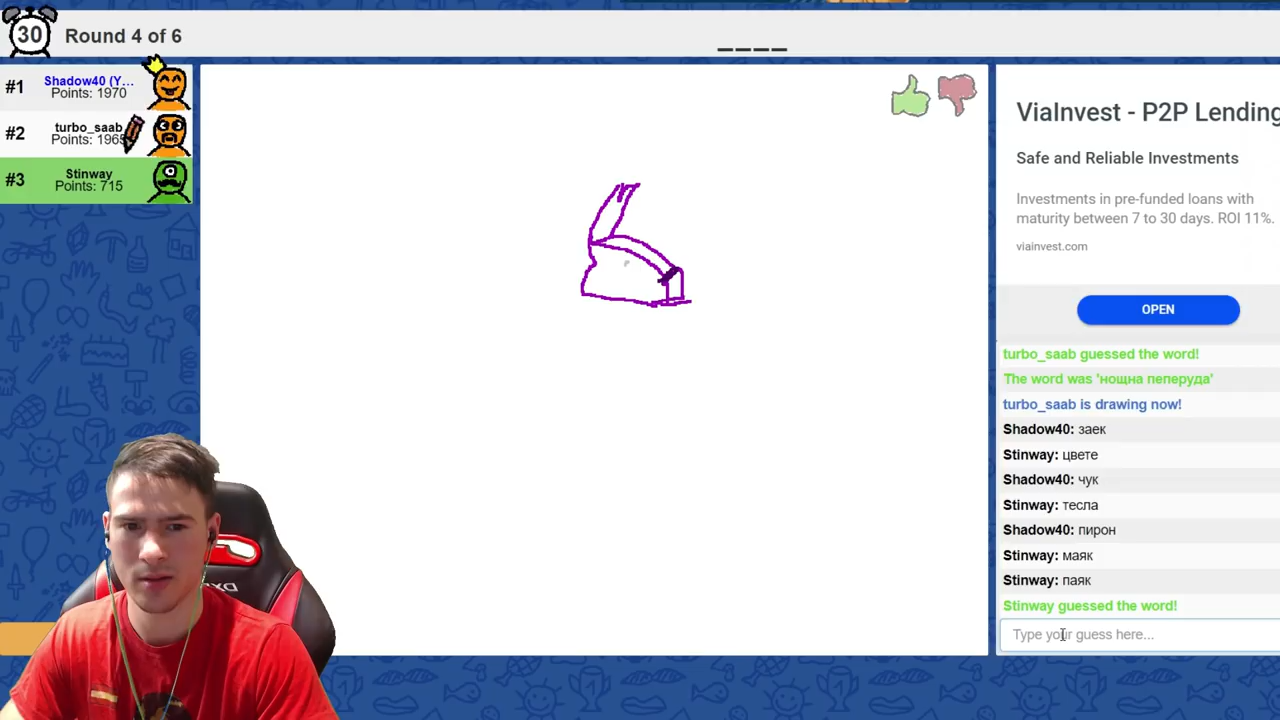 30
Round 4 of 6
_ _ _ _
#1
Shadow40 (Y...
Points: 1970
#2
turbo_saab
Points: 1965
#3
Stinway
Points: 715
ViaInvest - P2P Lending
Safe and Reliable Investments
Investments in pre-funded loans with
maturity between 7 to 30 days. ROI 11%.
viainvest.com
OPEN
turbo_saab guessed the word!
The word was 'нощна пеперуда'
turbo_saab is drawing now!
Shadow40: заек
Stinway: цвете
Shadow40: чук
Stinway: тесла
Shadow40: пирон
Stinway: маяк
Stinway: паяк
Stinway guessed the word!
Type your guess here...